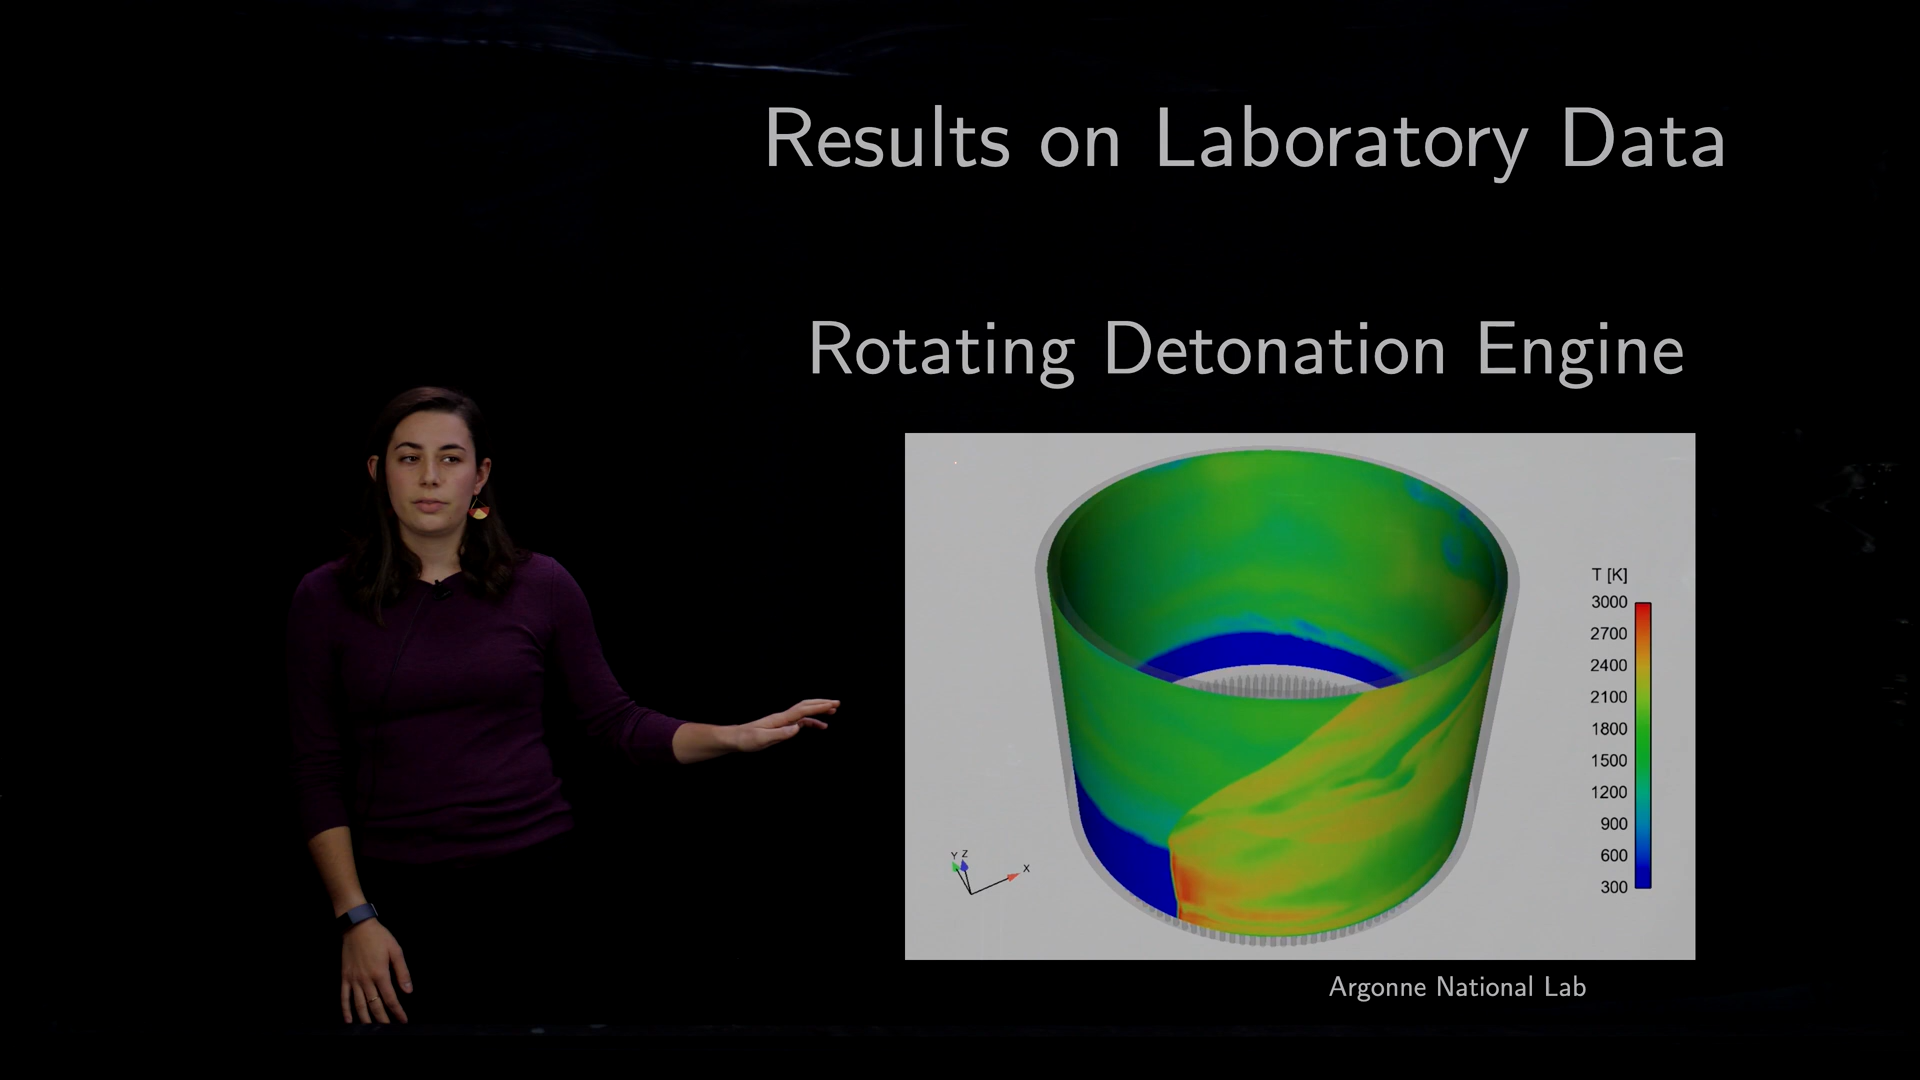 Results on Laboratory Data
Rotating Detonation Engine
T [K]
3000
2700
2400
2100
1800
1500
1200
900
600
300
Y Z
X
Argonne National Lab